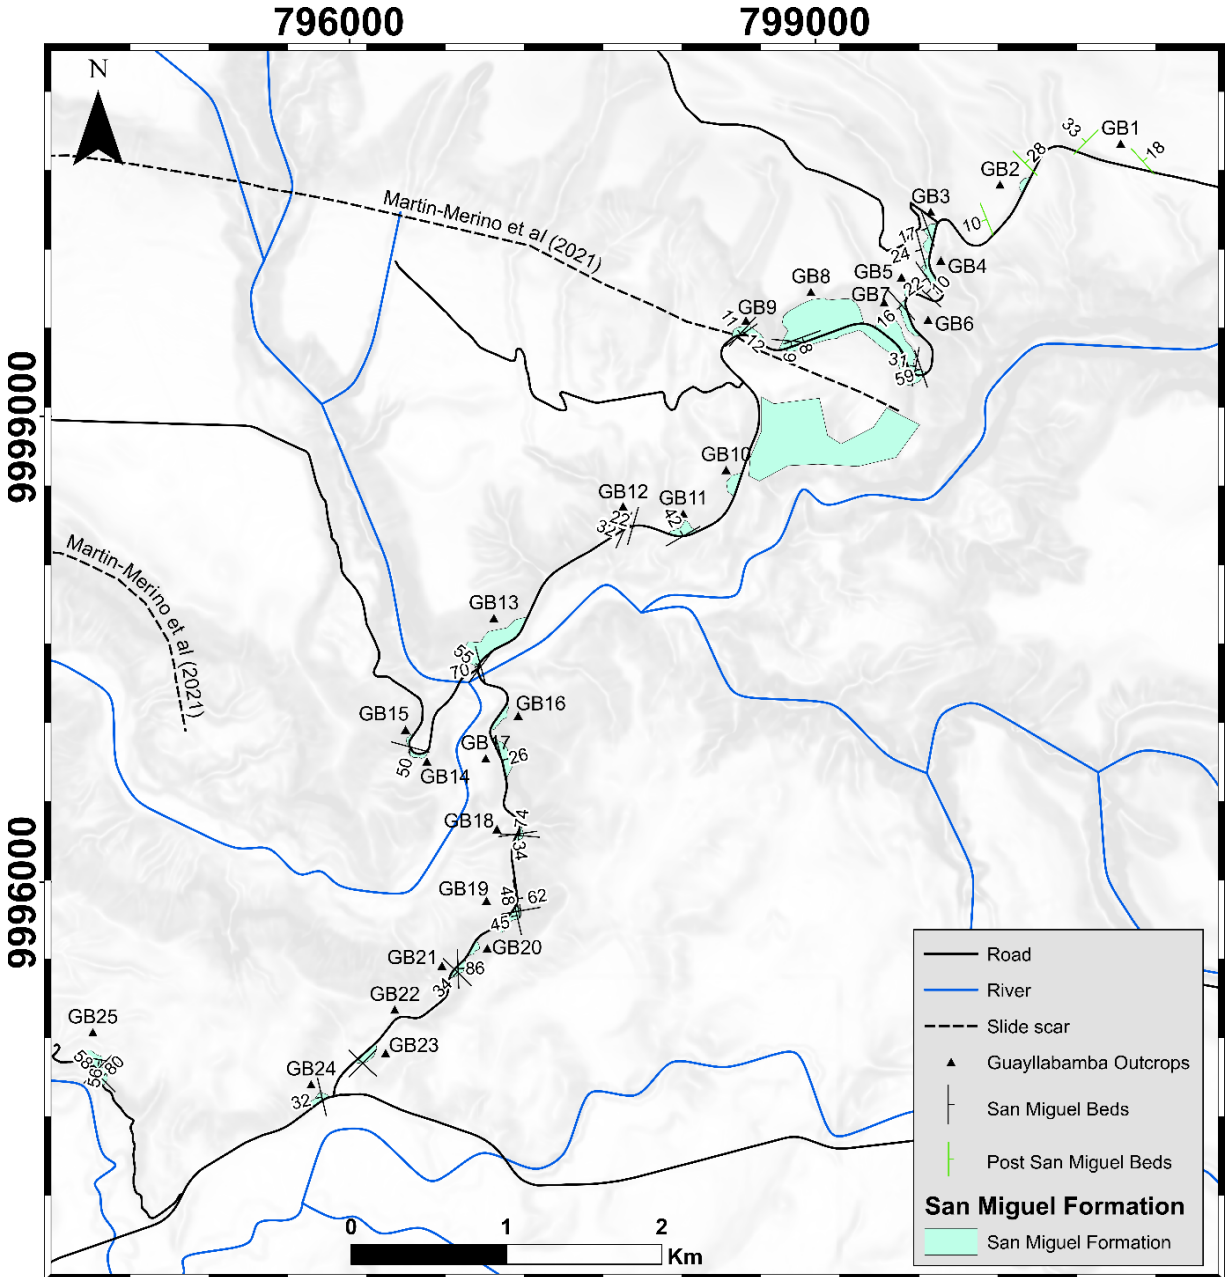 796000
799000
N
Martin-Merino et al (2021)
33
GB1
18
28
GB2
10
GB3
17
24
GB4
GB5
22
10
GB8
GB7
16
GB6
GB9
11
12
8
9
31
59
9999000
GB10
GB12
GB11
22
32
42
Martin-Merino et al (2021)
GB13
55
70
GB15
GB16
GB17
26
50
GB14
GB18
74
34
9996000
GB19
48
62
45
GB20
GB21
86
34
GB22
GB25
GB23
58
56
80
GB24
32
Road
River
Slide scar
Guayllabamba Outcrops
San Miguel Beds
Post San Miguel Beds
San Miguel Formation
San Miguel Formation
0
1
2
Km